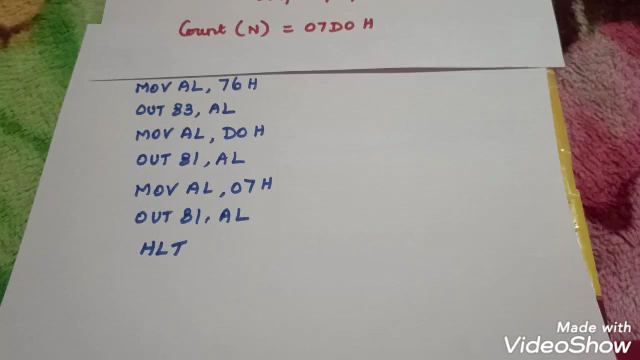 Count (N) = 07D0 H
MOV AL, 76 H
OUT 83, AL
MOV AL, D0 H
OUT 81, AL
MOV AL, 07 H
OUT 81, AL
HLT
Made with
VideoShow